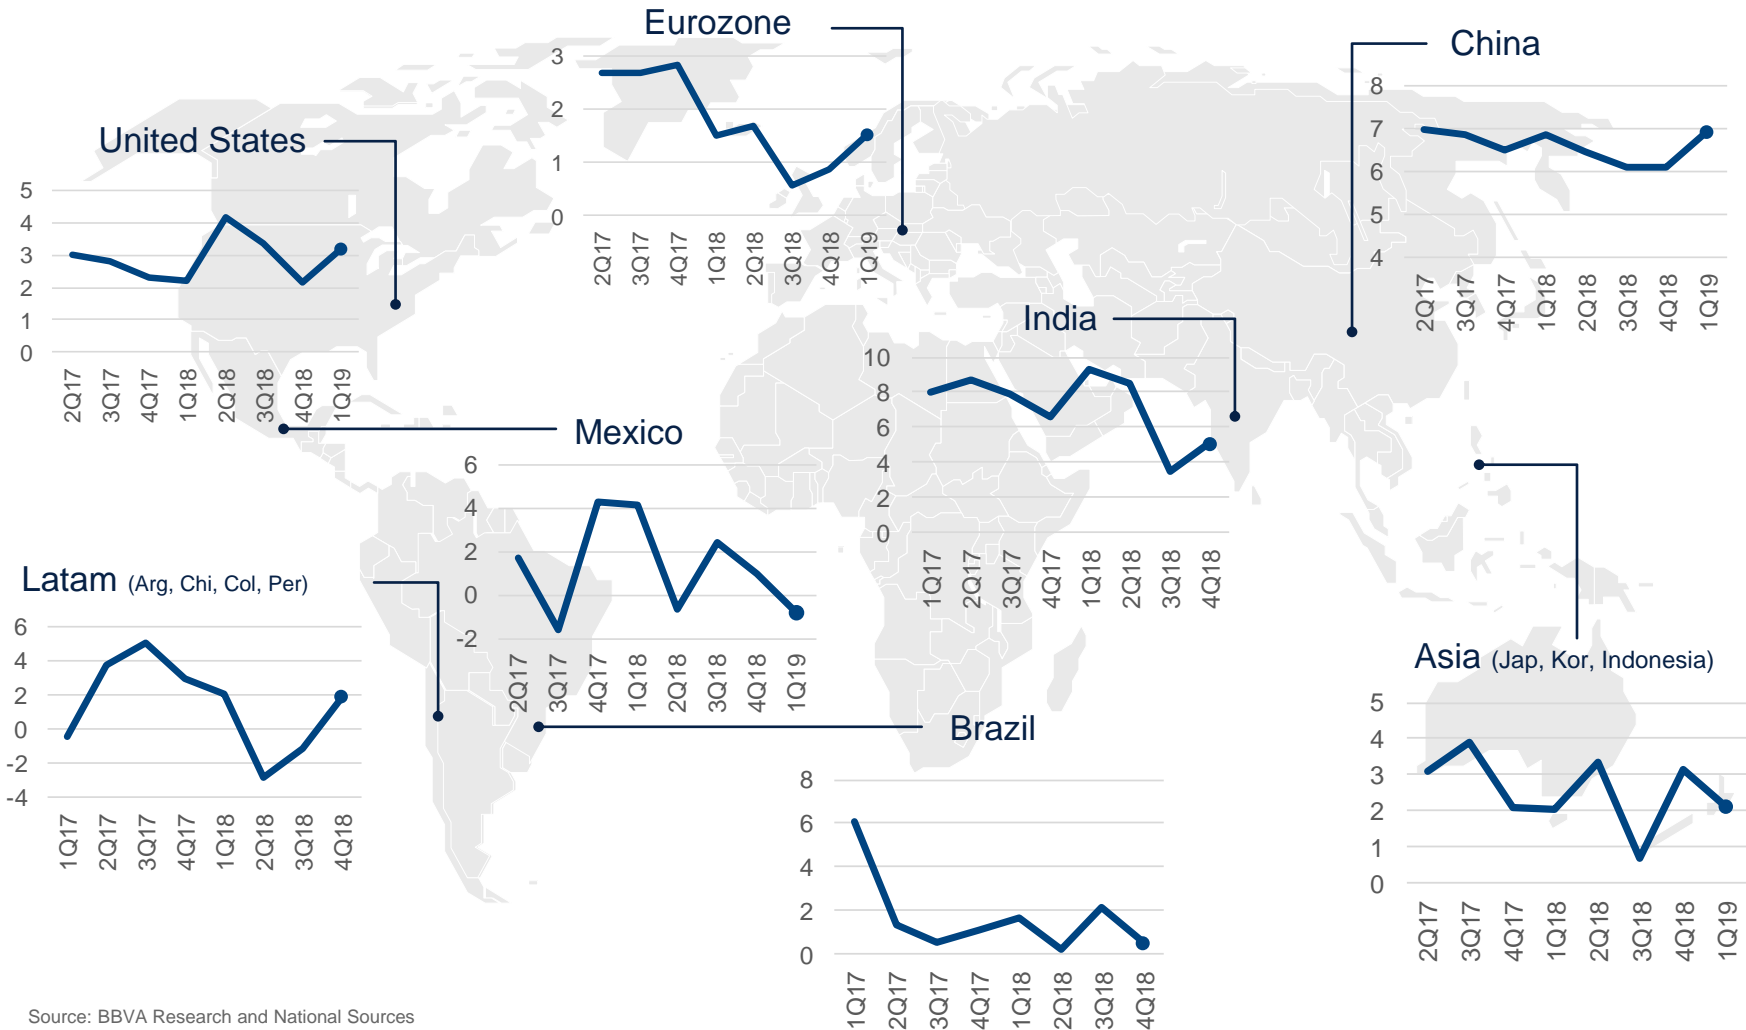 Eurozone
3
2
1
0
2Q17
3Q17
4Q17
1Q18
2Q18
3Q18
4Q18
1Q19
China
8
7
6
5
4
2Q17
3Q17
4Q17
1Q18
2Q18
3Q18
4Q18
1Q19
United States
5
4
3
2
1
0
2Q17
3Q17
4Q17
1Q18
2Q18
3Q18
4Q18
1Q19
India
10
8
6
4
2
0
1Q17
2Q17
3Q17
4Q17
1Q18
2Q18
3Q18
4Q18
Mexico
6
4
2
0
-2
2Q17
3Q17
4Q17
1Q18
2Q18
3Q18
4Q18
1Q19
Latam (Arg, Chi, Col, Per)
6
4
2
0
-2
-4
1Q17
2Q17
3Q17
4Q17
1Q18
2Q18
3Q18
4Q18
Asia (Jap, Kor, Indonesia)
5
4
3
2
1
0
2Q17
3Q17
4Q17
1Q18
2Q18
3Q18
4Q18
1Q19
Brazil
8
6
4
2
0
1Q17
2Q17
3Q17
4Q17
1Q18
2Q18
3Q18
4Q18
Source: BBVA Research and National Sources